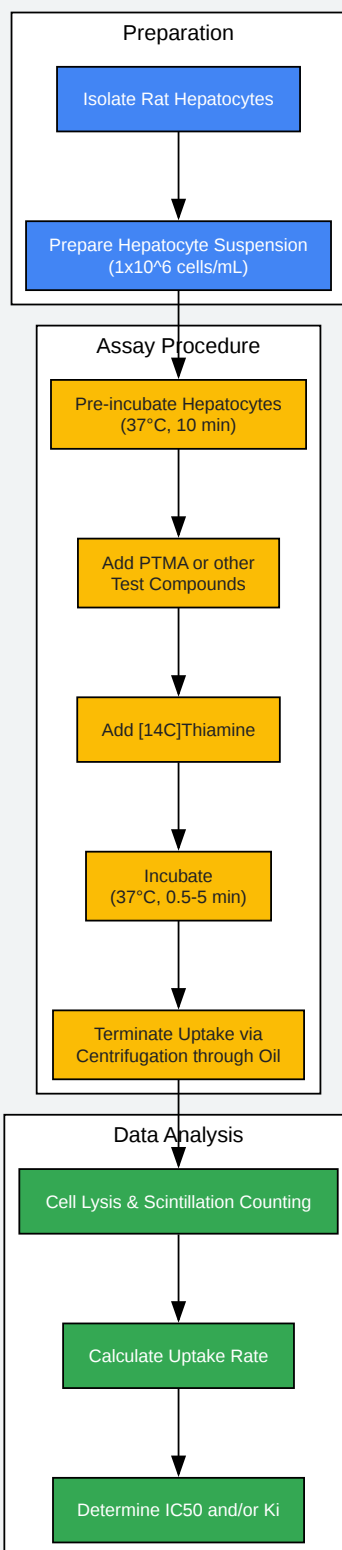 Preparation
Isolate Rat Hepatocytes
Prepare Hepatocyte Suspension
(1x10^6 cells/mL)
Assay Procedure
Pre-incubate Hepatocytes
(37°C, 10 min)
Add PTMA or other
Test Compounds
Add [14C]Thiamine
Incubate
(37°C, 0.5-5 min)
Terminate Uptake via
Centrifugation through Oil
Data Analysis
Cell Lysis & Scintillation Counting
Calculate Uptake Rate
Determine IC50 and/or Ki